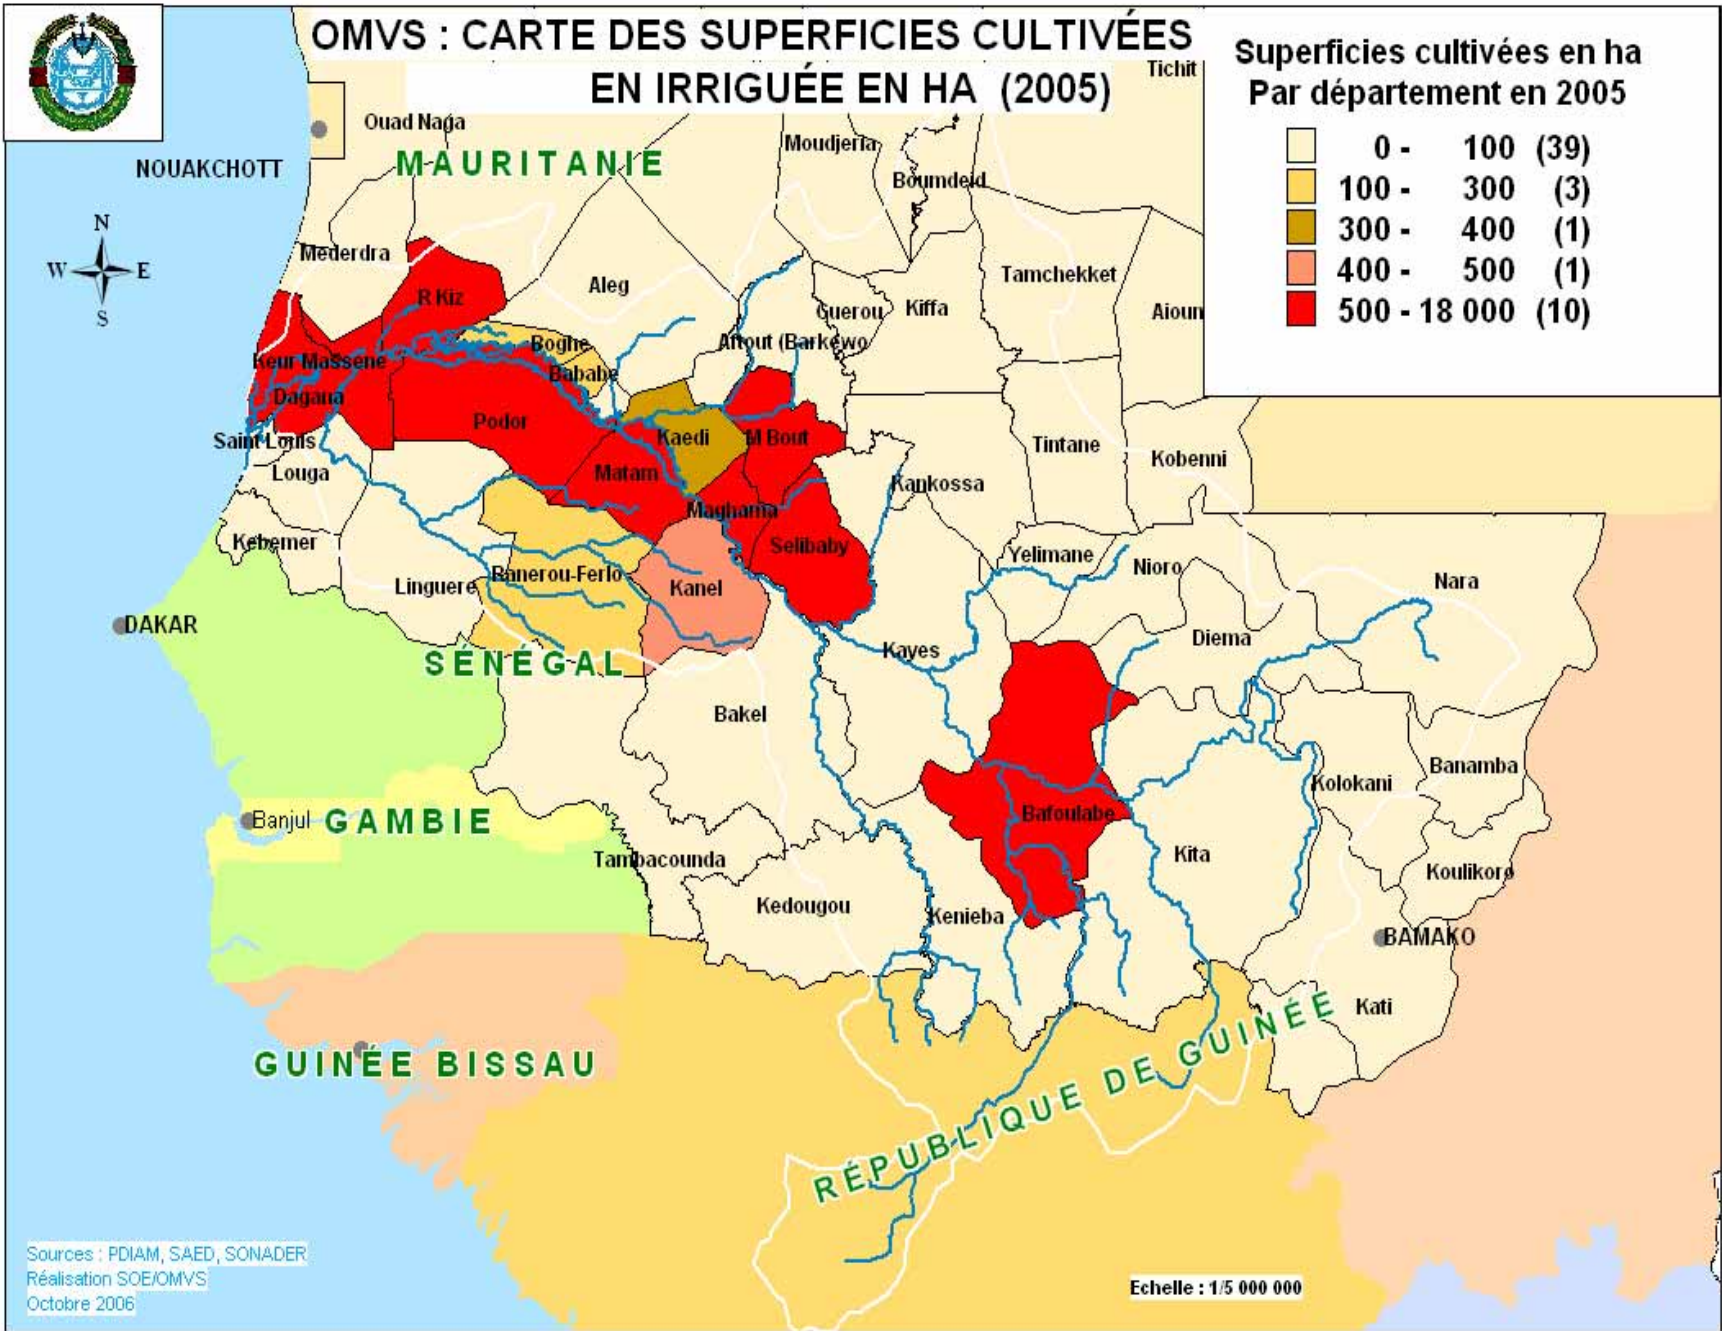 OMVS : CARTE DES SUPERFICIES CULTIVÉES
EN IRRIGUÉE EN HA (2005)
Superficies cultivées en ha
Par département en 2005
0 - 100 (39)
100 - 300 (3)
300 - 400 (1)
400 - 500 (1)
500 - 18 000 (10)
Tichit
Ouad Naga
NOUAKCHOTT
MAURITANIE
Moudjeria
Boumdeid
N
W E
S
Mederdra
Aleg
R Kiz
Guerou
Kiffa
Tamchekket
Aioun
Boghe
Aftout (Barkewo
Keur Massene
Bababe
Dagana
Podor
Kaedi
M Bout
Saint Louis
Louga
Matam
Kankossa
Tintane
Kobenni
Maghama
Kebemer
Selibaby
Yelimane
Nioro
Nara
Linguere
Ranerou-Ferlo
Kanel
DAKAR
SÉNÉGAL
Kayes
Diema
Bakel
Banjul
GAMBIE
Bafoulabe
Kolokani
Banamba
Tambacounda
Kita
Koulikoro
Kedougou
Kenieba
BAMAKO
Kati
GUINÉE BISSAU
RÉPUBLIQUE DE GUINÉE
Sources : PDIAM, SAED, SONADER
Réalisation SOE/OMVS
Octobre 2006
Echelle : 1/5 000 000